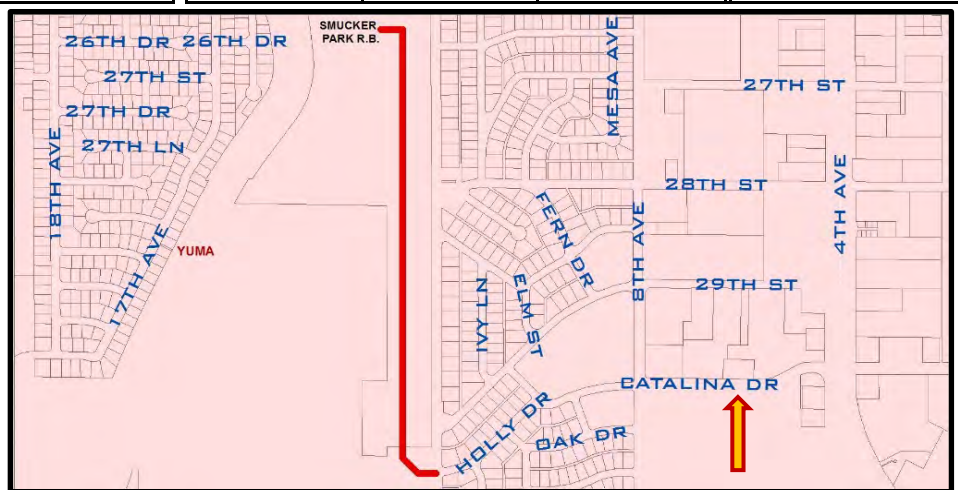 SMUCKER
PARK R.B.
26TH DR
26TH DR
27TH ST
27TH DR
27TH LN
18TH AVE
17TH AVE
YUMA
MESA AVE
27TH ST
28TH ST
4TH AVE
FERN DR
8TH AVE
29TH ST
IVY LN
ELM ST
CATALINA DR
HOLLY DR
OAK DR